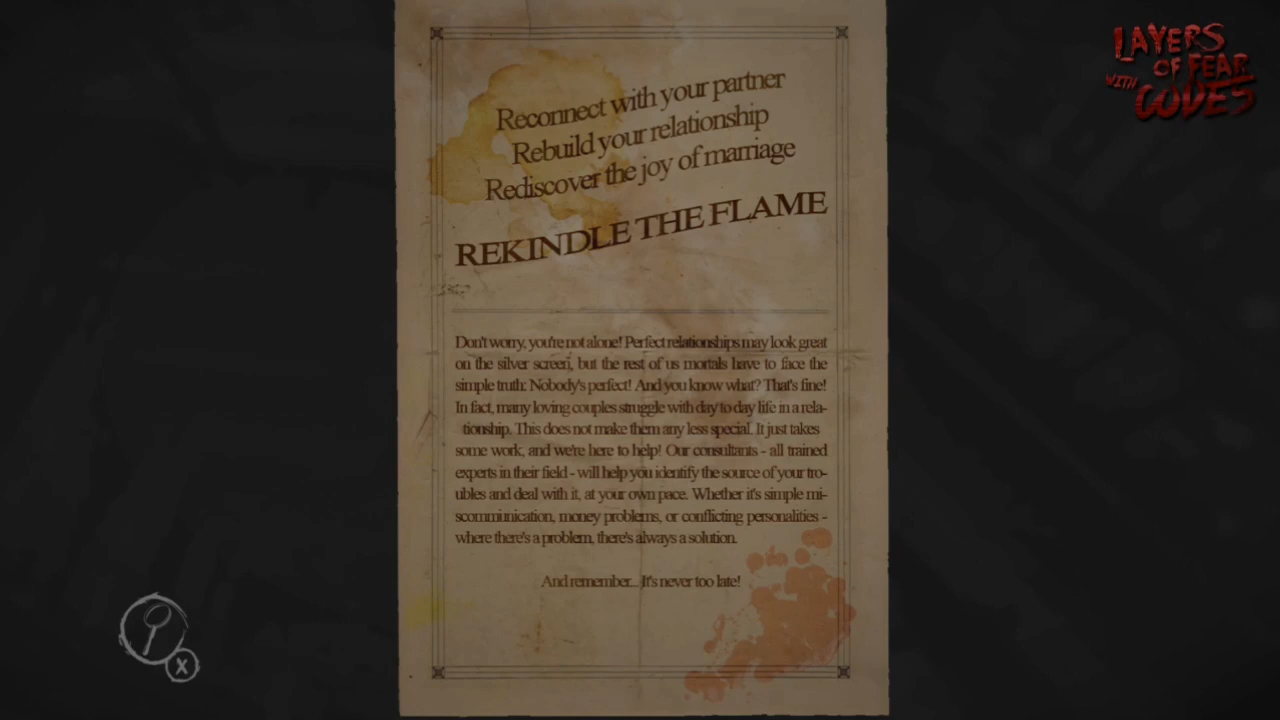 LAYERS
OF FEAR
WITH
CODES
Reconnect with your partner
Rebuild your relationship
Rediscover the joy of marriage
REKINDLE THE FLAME
Don't worry, you're not alone! Perfect relationships may look great
on the silver screen, but the rest of us mortals have to face the
simple truth: Nobody's perfect! And you know what? That's fine!
In fact, many loving couples struggle with day to day life in a rela-
tionship. This does not make them any less special. It just takes
some work, and we're here to help! Our consultants - all trained
experts in their field - will help you identify the source of your tro-
ubles and deal with it, at your own pace. Whether it's simple mi-
scommunication, money problems, or conflicting personalities -
where there's a problem, there's always a solution.
And remember... It's never too late!
X